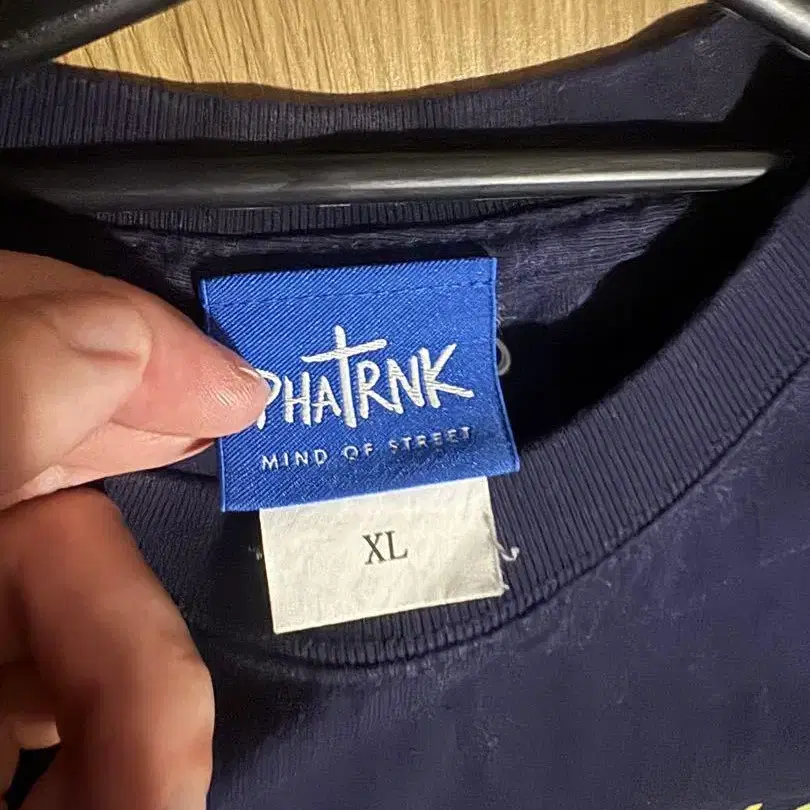 PHATRNK
MIND OF STREET
XL